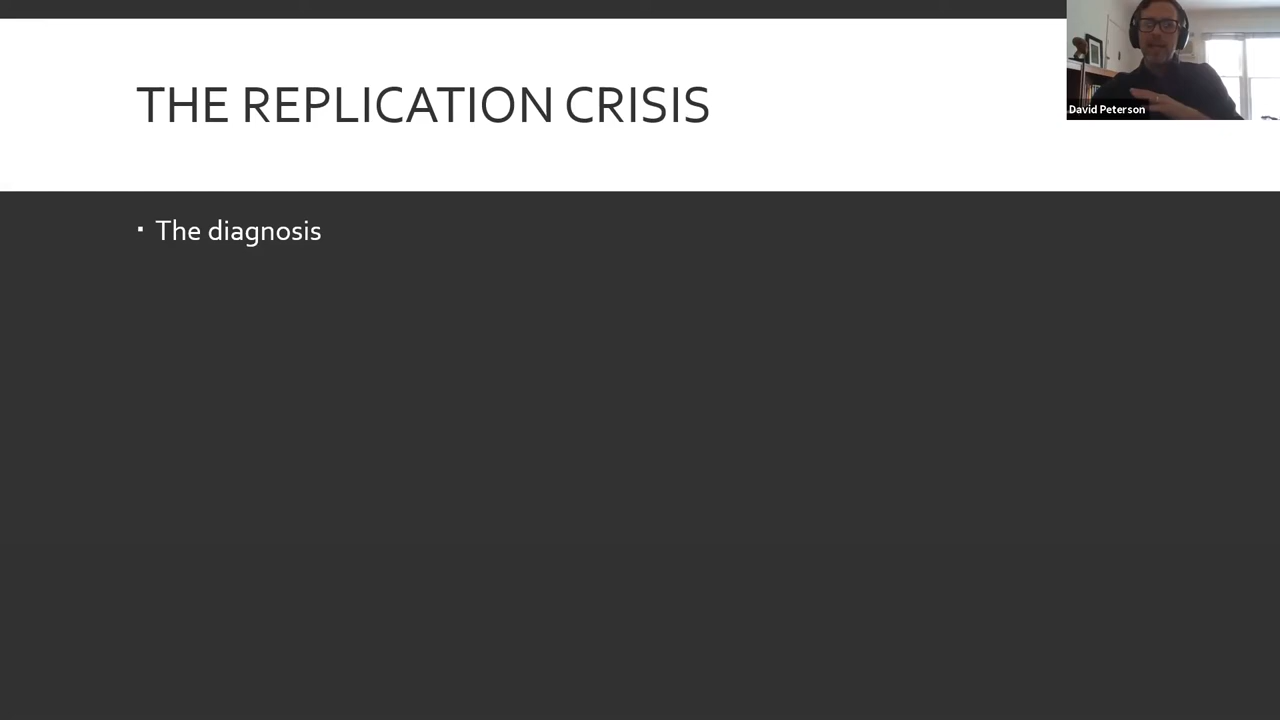 THE REPLICATION CRISIS
David Peterson
▪ The diagnosis